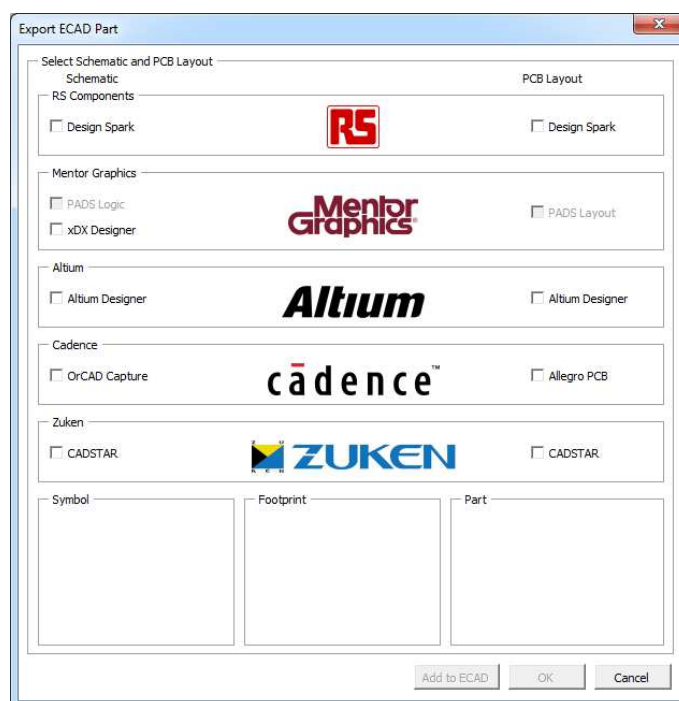 Export ECAD Part
x
Select Schematic and PCB Layout
Schematic
PCB Layout
RS Components
Design Spark
RS
Design Spark
Mentor Graphics
PADS Logic
xDX Designer
Mentor
Graphics®
PADS Layout
Altium
Altium Designer
Altıum
Altium Designer
Cadence
OrCAD Capture
cādence™
Allegro PCB
Zuken
CADSTAR
Z U
K E N
ZUKEN
CADSTAR
Symbol
Footprint
Part
Add to ECAD
OK
Cancel